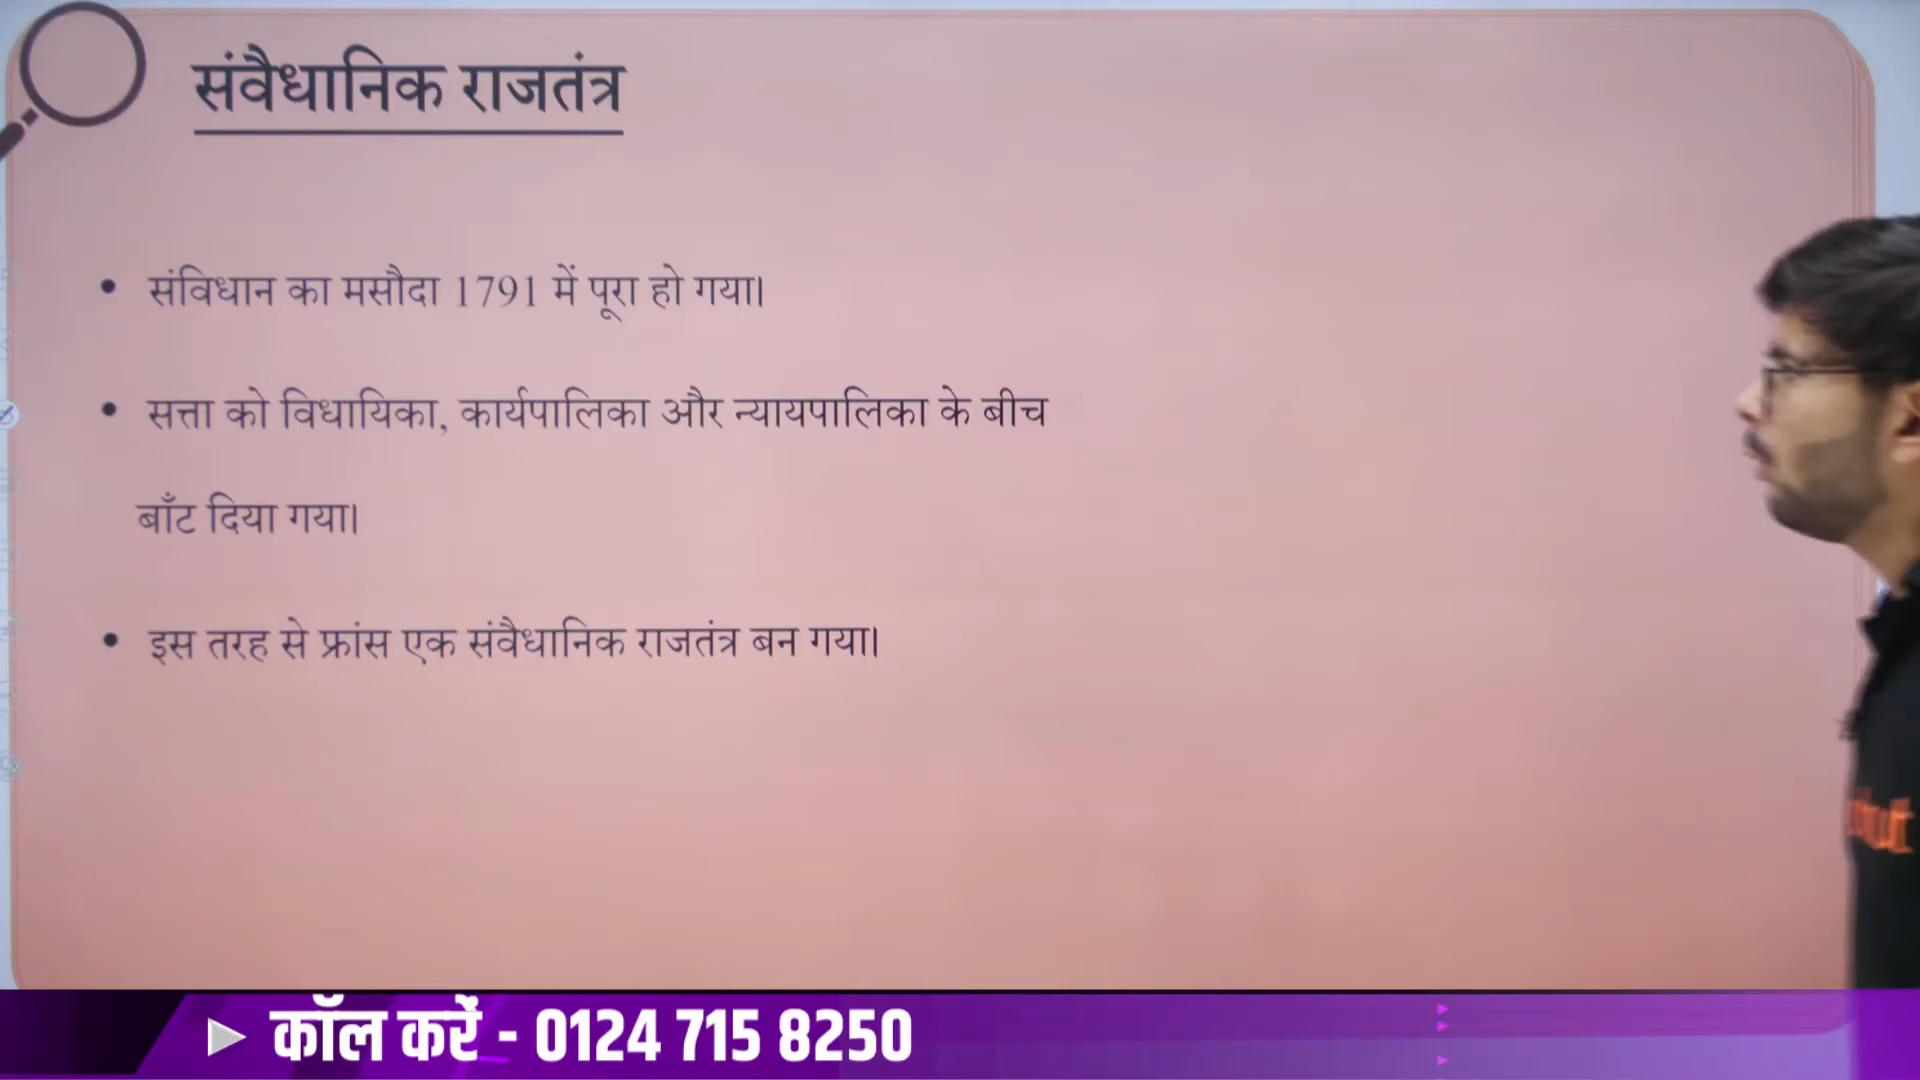 संवैधानिक राजतंत्र
• संविधान का मसौदा 1791 में पूरा हो गया।
• सत्ता को विधायिका, कार्यपालिका और न्यायपालिका के बीच
बाँट दिया गया।
• इस तरह से फ्रांस एक संवैधानिक राजतंत्र बन गया।
कॉल करें - 0124 715 8250